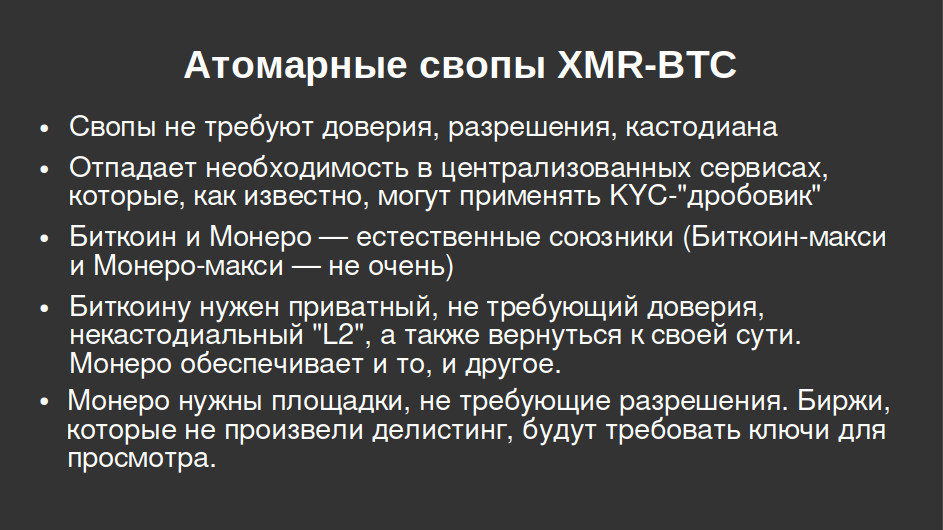 Атомарные свопы XMR-BTC
• Свопы не требуют доверия, разрешения, кастодиана
• Отпадает необходимость в централизованных сервисах,
которые, как известно, могут применять KYC-"дробовик"
• Биткоин и Монеро — естественные союзники (Биткоин-макси
и Монеро-макси — не очень)
• Биткоину нужен приватный, не требующий доверия,
некастодиальный "L2", а также вернуться к своей сути.
Монеро обеспечивает и то, и другое.
• Монеро нужны площадки, не требующие разрешения. Биржи,
которые не произвели делистинг, будут требовать ключи для
просмотра.